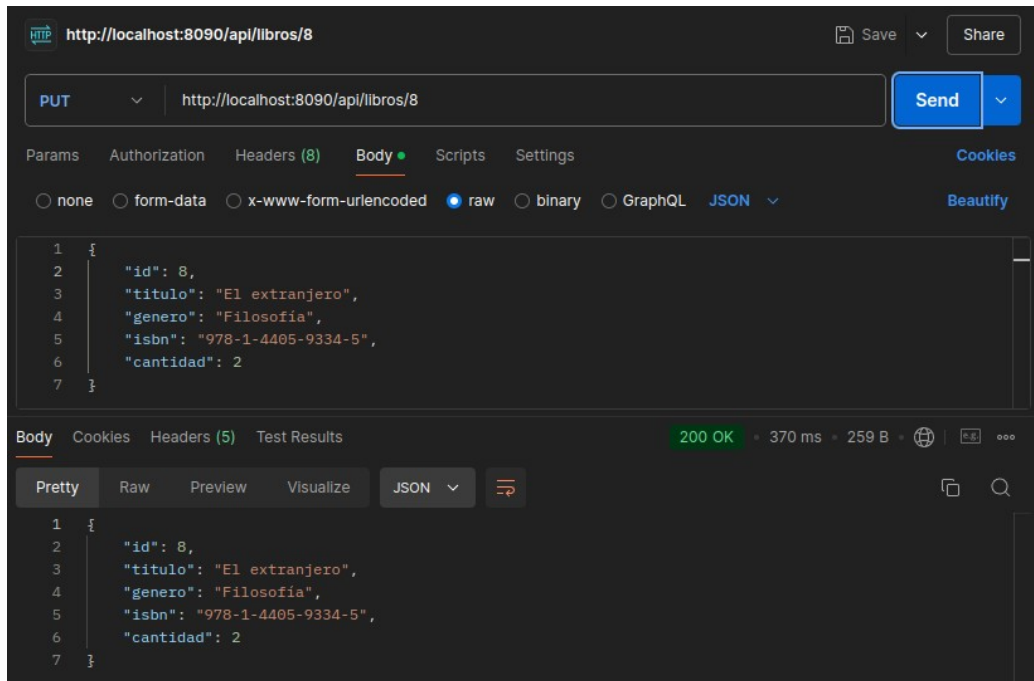 HTTP http://localhost:8090/api/libros/8 Save Share
PUT http://localhost:8090/api/libros/8 Send
Params Authorization Headers (8) Body Scripts Settings Cookies
none form-data x-www-form-urlencoded raw binary GraphQL JSON Beautify
1 {
2 "id": 8,
3 "titulo": "El extranjero",
4 "genero": "Filosofía",
5 "isbn": "978-1-4405-9334-5",
6 "cantidad": 2
7 }
Body Cookies Headers (5) Test Results 200 OK 370 ms 259 B e.g.
Pretty Raw Preview Visualize JSON
1 {
2 "id": 8,
3 "titulo": "El extranjero",
4 "genero": "Filosofía",
5 "isbn": "978-1-4405-9334-5",
6 "cantidad": 2
7 }